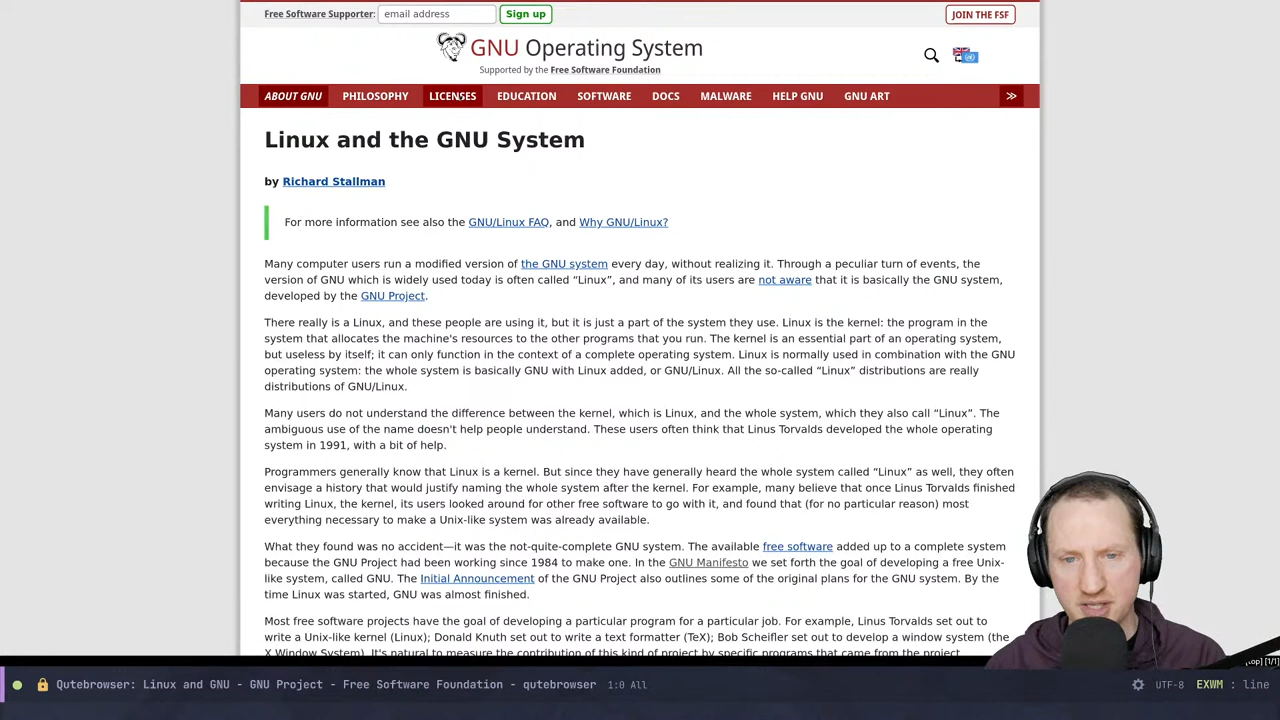 Free Software Supporter: email address Sign up JOIN THE FSF
GNU Operating System
Supported by the Free Software Foundation
ABOUT GNU PHILOSOPHY LICENSES EDUCATION SOFTWARE DOCS MALWARE HELP GNU GNU ART ≫
Linux and the GNU System
by Richard Stallman
For more information see also the GNU/Linux FAQ, and Why GNU/Linux?
Many computer users run a modified version of the GNU system every day, without realizing it. Through a peculiar turn of events, the
version of GNU which is widely used today is often called “Linux”, and many of its users are not aware that it is basically the GNU system,
developed by the GNU Project.
There really is a Linux, and these people are using it, but it is just a part of the system they use. Linux is the kernel: the program in the
system that allocates the machine's resources to the other programs that you run. The kernel is an essential part of an operating system,
but useless by itself; it can only function in the context of a complete operating system. Linux is normally used in combination with the GNU
operating system: the whole system is basically GNU with Linux added, or GNU/Linux. All the so-called “Linux” distributions are really
distributions of GNU/Linux.
Many users do not understand the difference between the kernel, which is Linux, and the whole system, which they also call “Linux”. The
ambiguous use of the name doesn't help people understand. These users often think that Linus Torvalds developed the whole operating
system in 1991, with a bit of help.
Programmers generally know that Linux is a kernel. But since they have generally heard the whole system called “Linux” as well, they often
envisage a history that would justify naming the whole system after the kernel. For example, many believe that once Linus Torvalds finished
writing Linux, the kernel, its users looked around for other free software to go with it, and found that (for no particular reason) most
everything necessary to make a Unix-like system was already available.
What they found was no accident—it was the not-quite-complete GNU system. The available free software added up to a complete system
because the GNU Project had been working since 1984 to make one. In the GNU Manifesto we set forth the goal of developing a free Unix-
like system, called GNU. The Initial Announcement of the GNU Project also outlines some of the original plans for the GNU system. By the
time Linux was started, GNU was almost finished.
Most free software projects have the goal of developing a particular program for a particular job. For example, Linus Torvalds set out to
write a Unix-like kernel (Linux); Donald Knuth set out to write a text formatter (TeX); Bob Scheifler set out to develop a window system (the
X Window System). It's natural to measure the contribution of this kind of project by specific programs that came from the project.
[1/1]
Qutebrowser: Linux and GNU - GNU Project - Free Software Foundation - qutebrowser 1:0 All UTF-8 EXWM : line